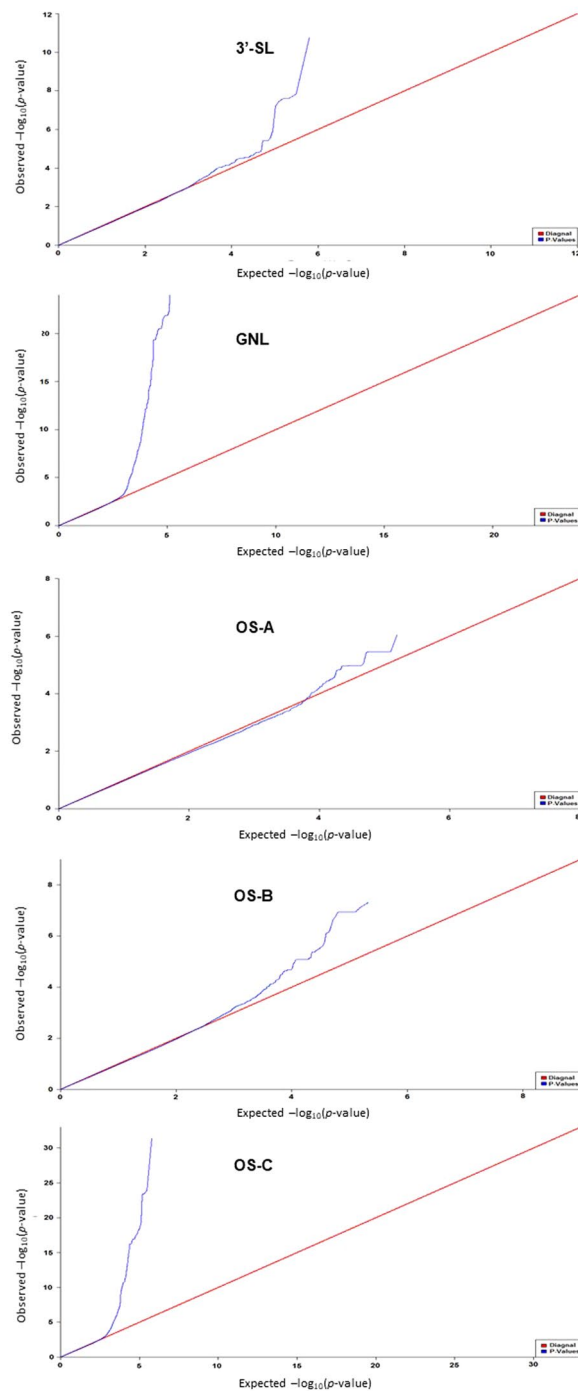 12
10
8
6
4
2
0
3'-SL
Observed –log10(p-value)
Diagnal
P-Values
0 2 4 6 8 10 12
Expected –log10(p-value)
20
15
10
5
0
GNL
Observed –log10(p-value)
Diagnal
P-Values
0 5 10 15 20
Expected –log10(p-value)
8
6
4
2
0
OS-A
Observed –log10(p-value)
Diagnal
P-Values
0 2 4 6 8
Expected –log10(p-value)
8
6
4
2
0
OS-B
Observed –log10(p-value)
Diagnal
P-Values
0 2 4 6 8
Expected –log10(p-value)
30
25
20
15
10
5
0
OS-C
Observed –log10(p-value)
Diagnal
P-Values
0 5 10 15 20 25 30
Expected –log10(p-value)